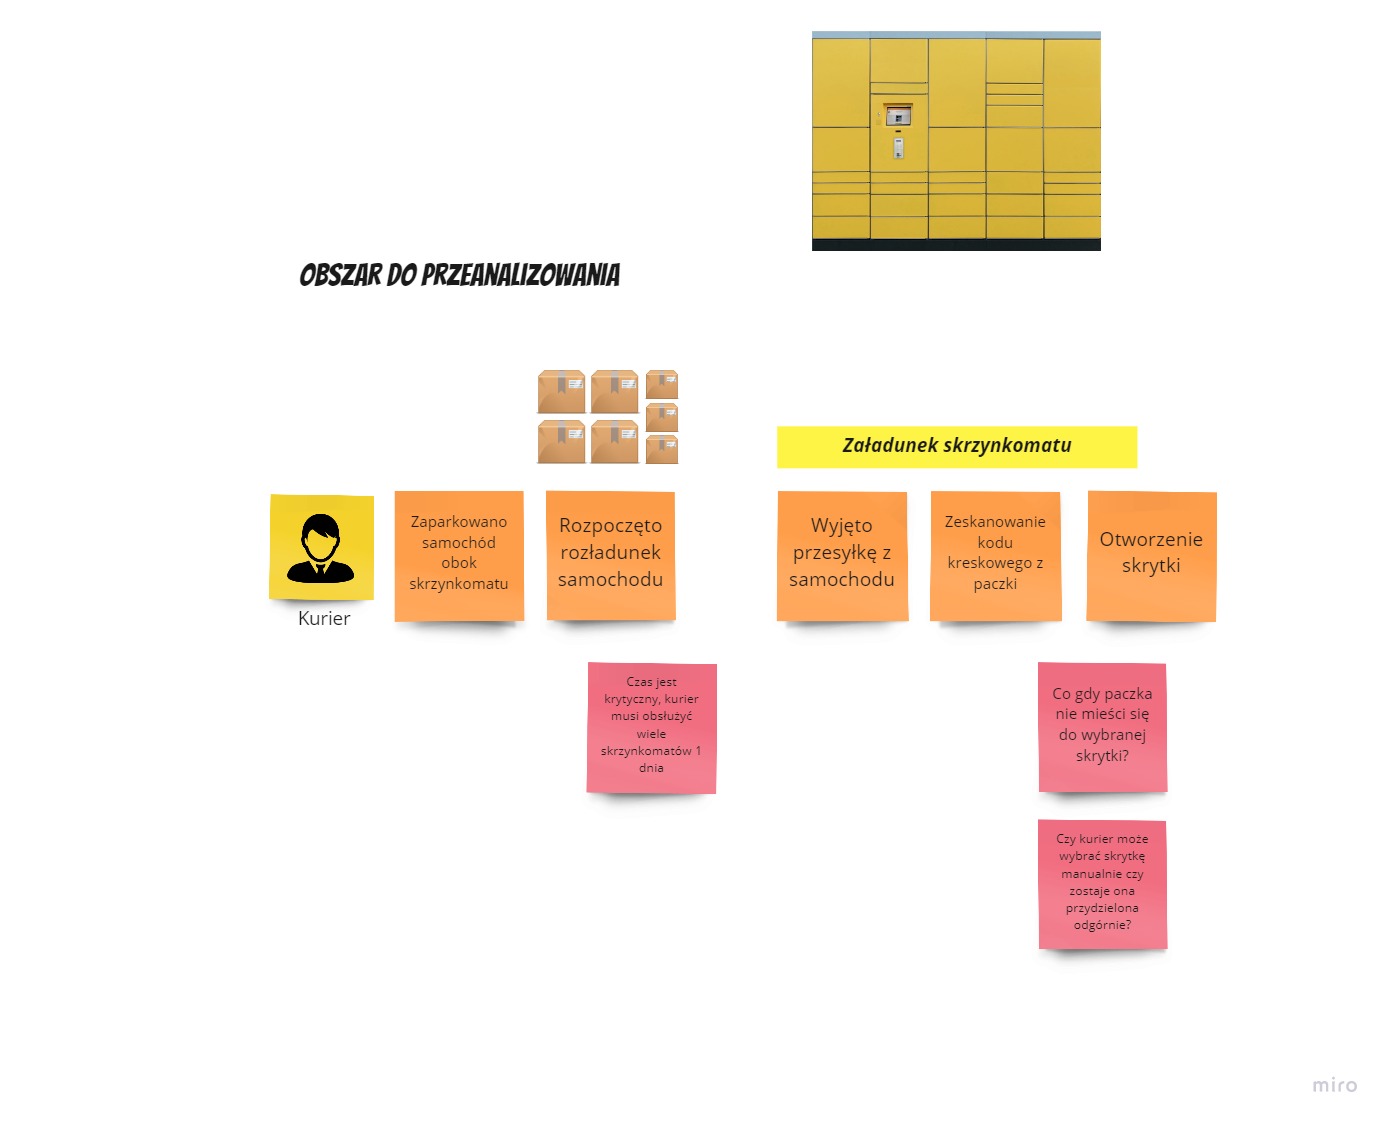 OBSZAR DO PRZEANALIZOWANIA
Załadunek skrzynkomatu
Kurier
Zaparkowano
samochód
obok
skrzynkomatu
Rozpoczęto
rozładunek
samochodu
Wyjęto
przesyłkę z
samochodu
Zeskanowanie
kodu
kreskowego z
paczki
Otworzenie
skrytki
Czas jest
krytyczny, kurier
musi obsłużyć
wiele
skrzynkomatów 1
dnia
Co gdy paczka
nie mieści się
do wybranej
skrytki?
Czy kurier może
wybrać skrytkę
manualnie czy
zostaje ona
przydzielona
odgórnie?
miro